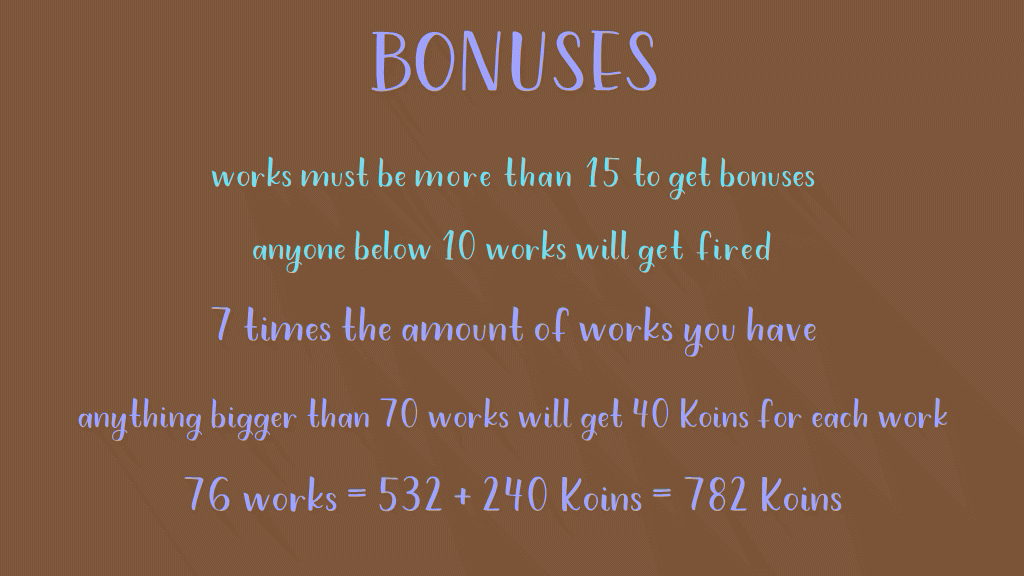 BONUSES
works must be more than 15 to get bonuses
anyone below 10 works will get fired
7 times the amount of works you have
anything bigger than 70 works will get 40 Koins for each work
76 works = 532 + 240 Koins = 782 Koins